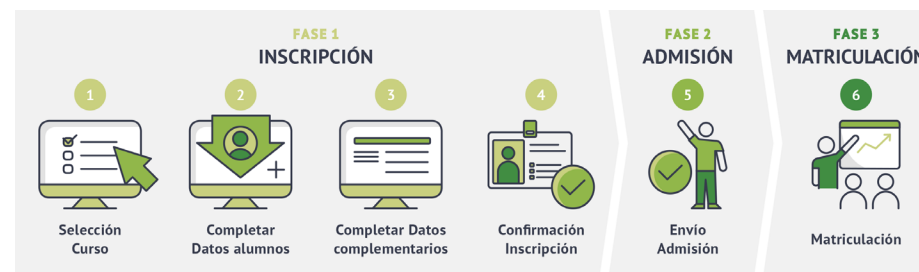 FASE 1
INSCRIPCIÓN
1
2
3
4
Selección
Curso
Completar
Datos alumnos
Completar Datos
complementarios
Confirmación
Inscripción
FASE 2
ADMISIÓN
5
Envío
Admisión
FASE 3
MATRICULACIÓN
6
Matriculación